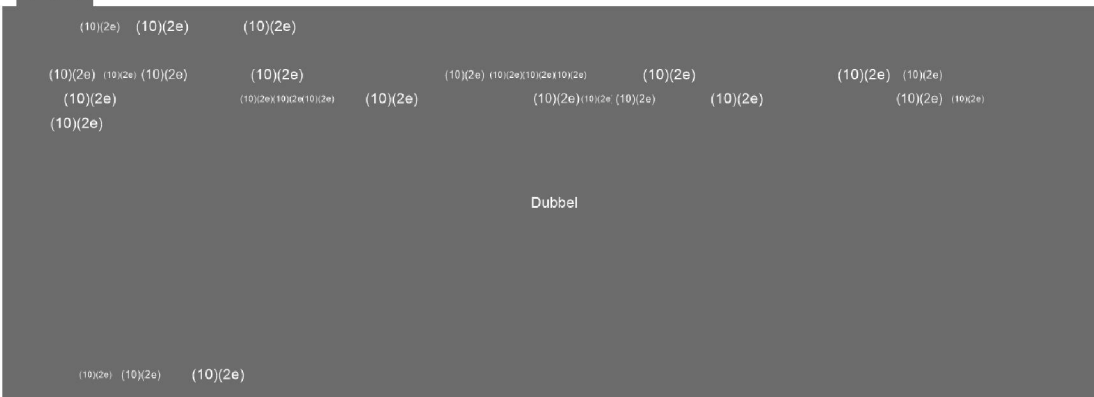 (10)(2e) (10)(2e) (10)(2e)
(10)(2e) (10)(2e) (10)(2e) (10)(2e) (10)(2e) (10)(2e)(10)(2e)(10)(2e) (10)(2e) (10)(2e) (10)(2e)
(10)(2e) (10)(2e)(10)(2e)(10)(2e) (10)(2e) (10)(2e) (10)(2e) (10)(2e) (10)(2e) (10)(2e) (10)(2e)
(10)(2e)
Dubbel
(10)(2e) (10)(2e) (10)(2e)